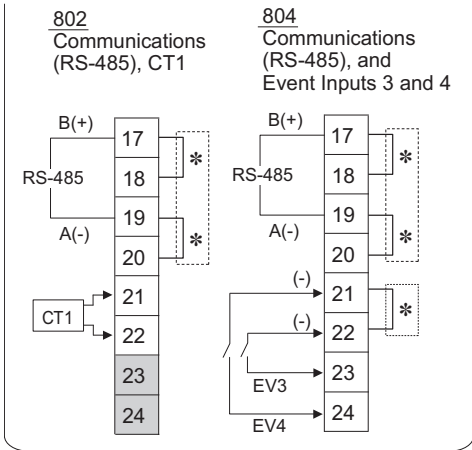 802
Communications
(RS-485), CT1
B(+)
17
18
RS-485
19
A(-)
20
21
CT1
22
23
24
*
*
804
Communications
(RS-485), and
Event Inputs 3 and 4
B(+)
17
18
RS-485
19
A(-)
20
(-)
21
(-)
22
23
EV3
24
EV4
*
*
*